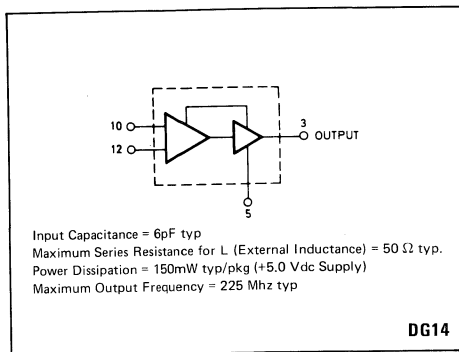 10
12
3
OUTPUT
5
Input Capacitance = 6pF typ
Maximum Series Resistance for L (External Inductance) = 50 Ω typ.
Power Dissipation = 150mW typ/pkg (+5.0 Vdc Supply)
Maximum Output Frequency = 225 Mhz typ
DG14